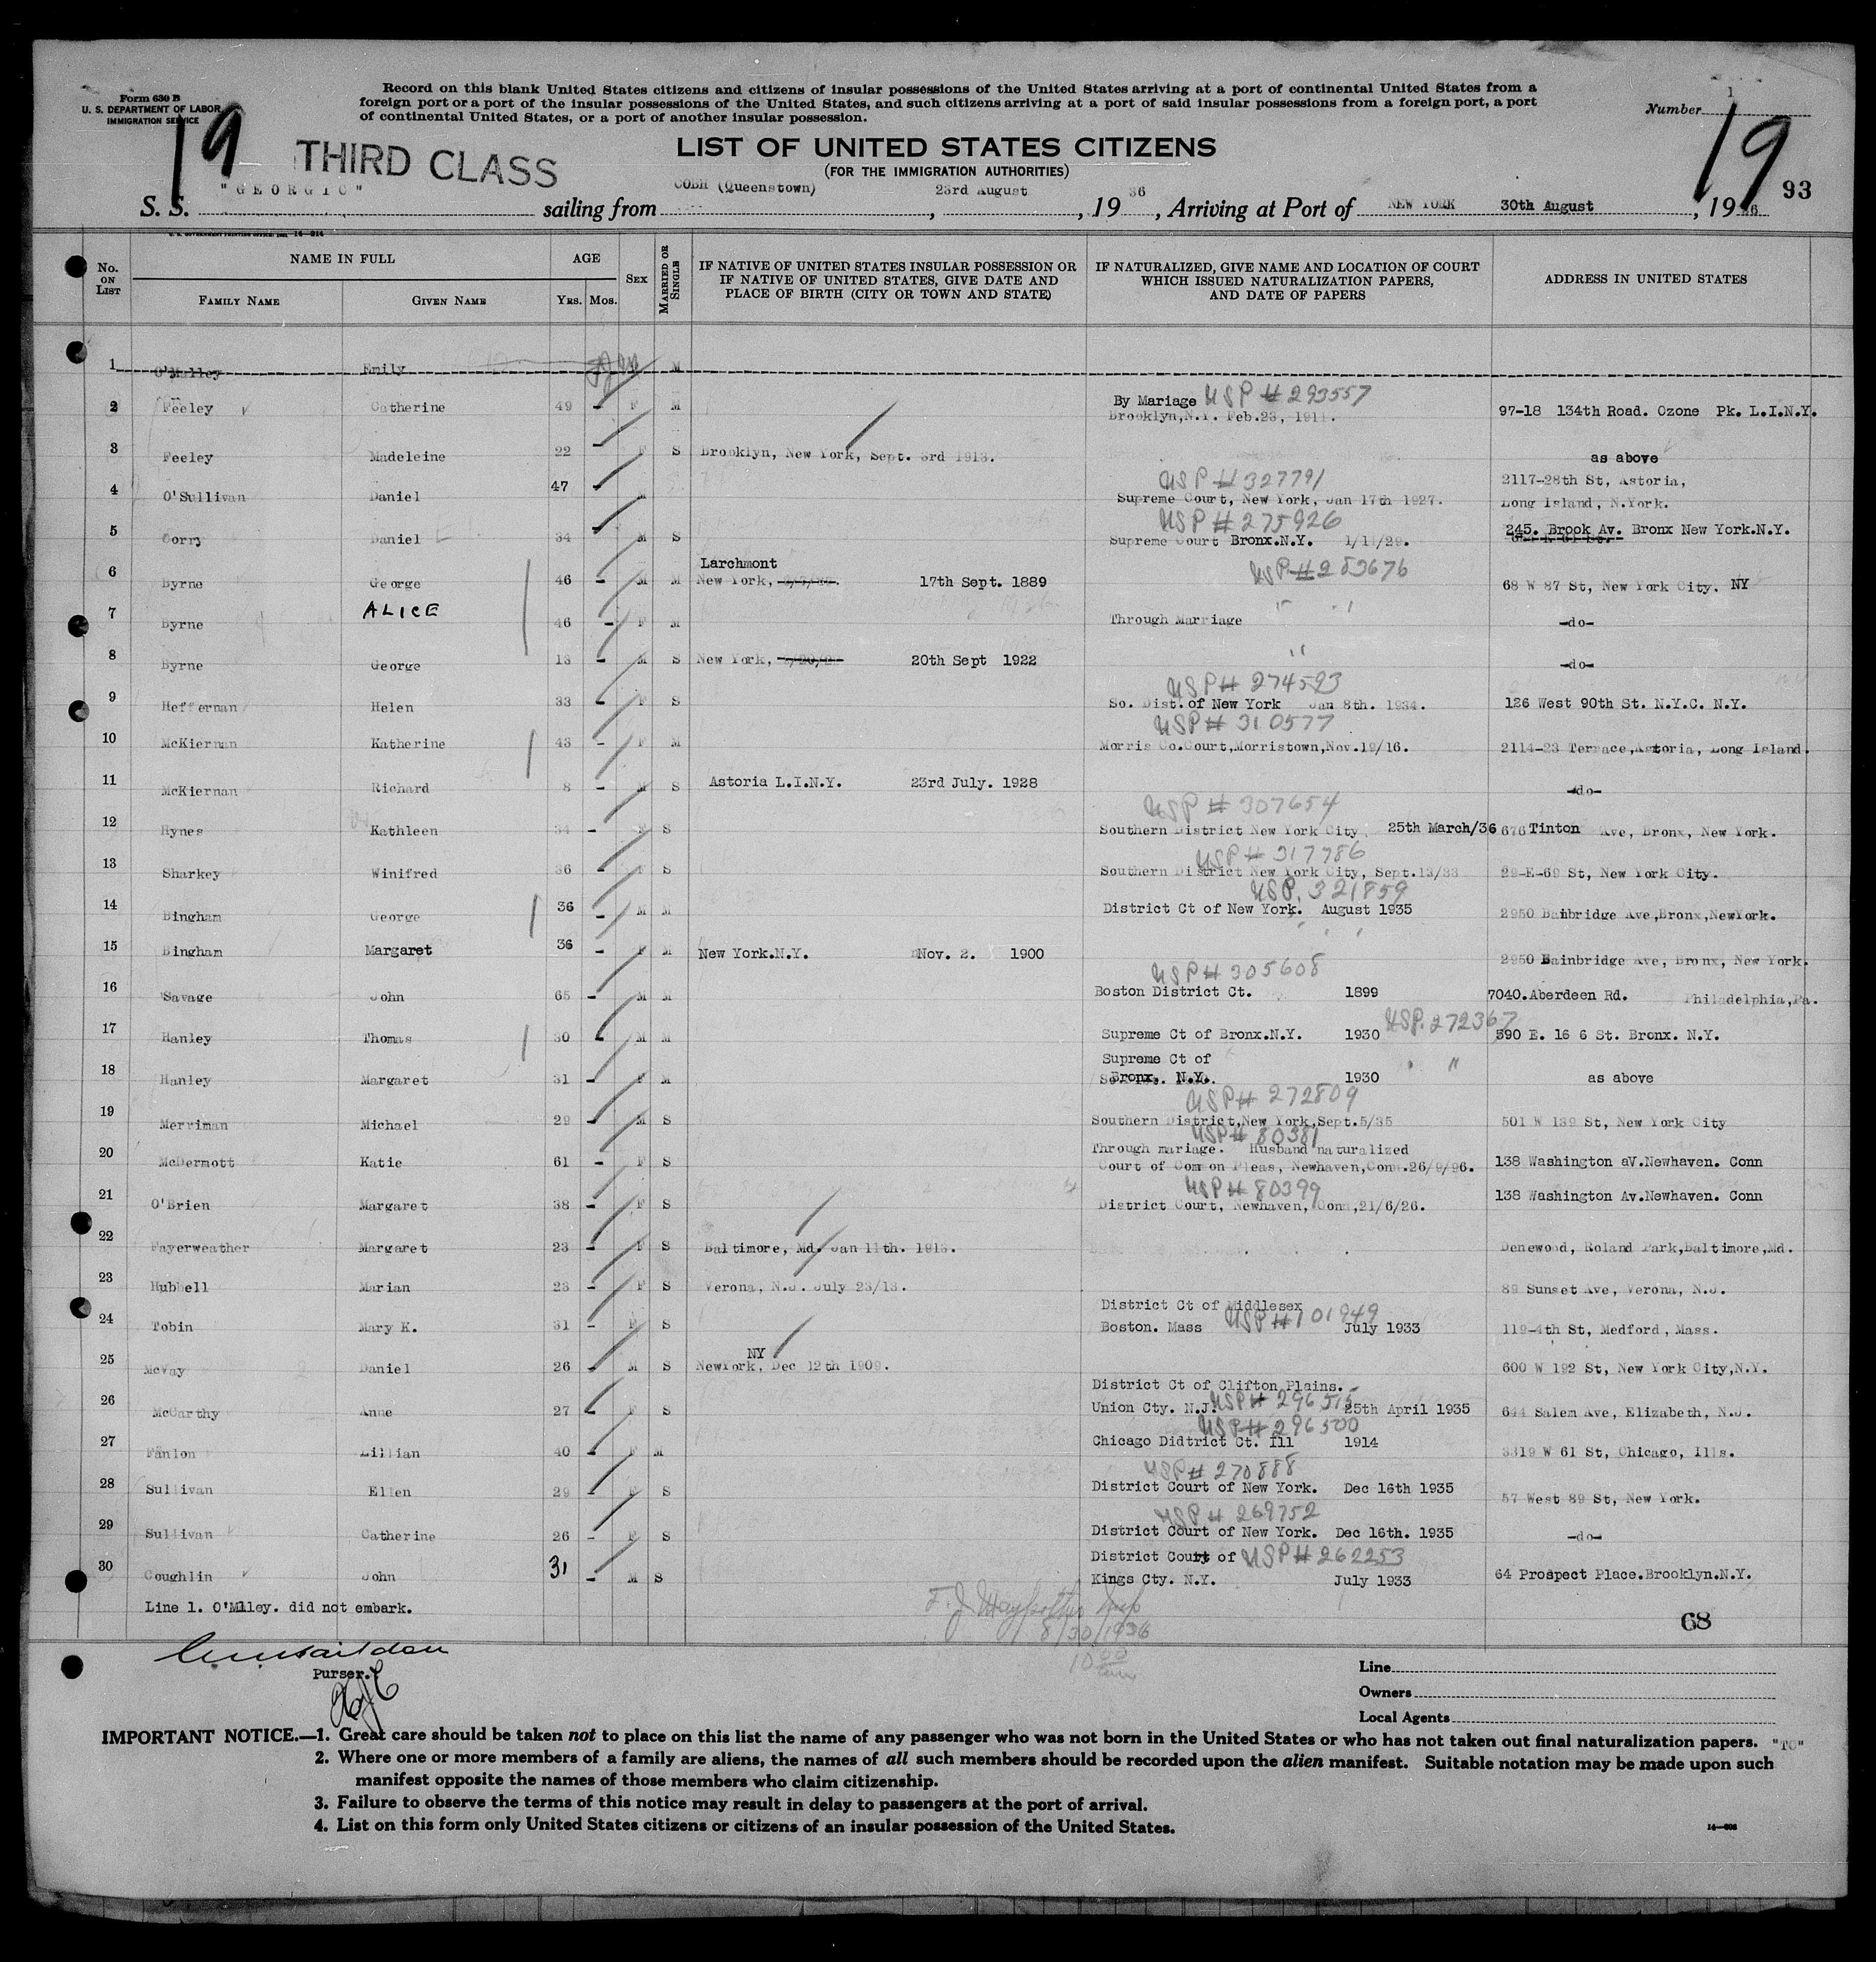 Form 630 B
U. S. DEPARTMENT OF LABOR
IMMIGRATION SERVICE
19
THIRD CLASS
Record on this blank United States citizens and citizens of insular possessions of the United States arriving at a port of continental United States from a
foreign port or a port of the insular possessions of the United States, and such citizens arriving at a port of said insular possessions from a foreign port, a port
of continental United States, or a port of another insular possession.
Number 1
19
93
LIST OF UNITED STATES CITIZENS
(FOR THE IMMIGRATION AUTHORITIES)
S. S. "GEORGIC" sailing from COBH (Queenstown), 23rd August, 1936, Arriving at Port of NEW YORK 30th August, 1936
No. ON LIST
NAME IN FULL
FAMILY NAME
GIVEN NAME
AGE
YRS. MOS.
SEX
MARRIED OR SINGLE
IF NATIVE OF UNITED STATES INSULAR POSSESSION OR
IF NATIVE OF UNITED STATES, GIVE DATE AND
PLACE OF BIRTH (CITY OR TOWN AND STATE)
IF NATURALIZED, GIVE NAME AND LOCATION OF COURT
WHICH ISSUED NATURALIZATION PAPERS,
AND DATE OF PAPERS
ADDRESS IN UNITED STATES
1 O'Malley Emily M
2 Feeley Catherine 49 - F M By Mariage USP # 293557
Brooklyn,N.Y. Feb.23, 1911. 97-18 134th Road. Ozone Pk. L.I.N.Y.
3 Feeley Madeleine 22 - F S Brooklyn, New York, Sept. 3rd 1913. as above
4 O'Sullivan Daniel 47 - M USP # 327791
Supreme Court, New York, Jan 17th 1927. 2117-28th St, Astoria,
Long Island, N.York.
5 Corry Daniel 34 - M S USP # 275926
Supreme Court Bronx.N.Y. 1/11/29. 245. Brook Av. Bronx New York.N.Y.
6 Byrne George 46 - M M Larchmont
New York, 17th Sept. 1889 USP # 283676 68 W 87 St, New York City. NY
7 Byrne ALICE 46 - F M Through Marriage " " -do-
8 Byrne George 13 - M S New York, 20th Sept 1922 " -do-
9 Heffernan Helen 33 - F S USP # 274593
So. Dist. of New York Jan 8th. 1934. 126 West 90th St. N.Y.C. N.Y.
10 McKiernan Katherine 43 - F M USP # 310577
Morris Co.Court,Morristown,Nov.19/16. 2114-23 Terrace,Astoria, Long Island.
11 McKiernan Richard 8 - M S Astoria L.I.N.Y. 23rd July. 1928 -do-
12 Hynes Kathleen 34 - F S USP # 307654
Southern District New York City 25th March/36 676 Tinton Ave, Bronx, New York.
13 Sharkey Winifred 36 - F S USP # 317786
Southern District New York City, Sept.13/33 29-E-69 St, New York City.
14 Bingham George 36 - M M USP. 321859
District Ct of New York. August 1935 2950 Bainbridge Ave,Bronx,NewYork.
15 Bingham Margaret 36 - F M New York.N.Y. Nov. 2. 1900 2950 Bainbridge Ave, Bronx, New York.
16 Savage John 65 - M M USP # 305608
Boston District Ct. 1899 7040.Aberdeen Rd. Philadelphia,Pa.
17 Hanley Thomas 30 - M M USP. 272367
Supreme Ct of Bronx.N.Y. 1930 590 E. 16 6 St. Bronx. N.Y.
18 Hanley Margaret 31 - F M Supreme Ct of
Bronx. N.Y. 1930 " as above
19 Merriman Michael 29 - M S USP # 272809
Southern District,New York,Sept.5/35 501 W 139 St, New York City
20 McDermott Katie 61 - F S USP # 80381
Through mariage. Husband naturalized
Court of Common Pleas, Newhaven,Conn.26/9/96. 138 Washington aV.Newhaven. Conn
21 O'Brien Margaret 38 - F S USP # 80399
District Court, Newhaven, Conn,21/6/26. 138 Washington Av.Newhaven. Conn
22 Fayerweather Margaret 23 - F S Baltimore, Md. Jan 11th. 1913. Denewood, Roland Park,Baltimore,Md.
23 Hubbell Marian 23 - F S Verona, N.J. July 23/13. 89 Sunset Ave, Verona, N.J.
24 Tobin Mary K. 31 - F S District Ct of Middlesex
Boston. Mass USP # 101949 July 1933 119-4th St, Medford, Mass.
25 McVay Daniel 26 - M S NY
NewYork, Dec 12th 1909. 600 W 192 St, New York City,N.Y.
26 McCarthy Anne 27 - F S District Ct of Clifton Plains.
Union Cty. N.J. USP # 296515 25th April 1935 644 Salem Ave, Elizabeth, N.J.
27 Fanlon Lillian 40 - F M USP # 296500
Chicago Didtrict Ct. Ill 1914 3319 W 61 St, Chicago, Ills.
28 Sullivan Ellen 29 - F S USP # 270888
District Court of New York. Dec 16th 1935 57 West 89 St, New York.
29 Sullivan Catherine 26 - F S USP # 269752
District Court of New York. Dec 16th. 1935 -do-
30 Coughlin John 31 - M S District Court of USP # 262253
Kings Cty. N.Y. July 1933 64 Prospect Place.Brooklyn.N.Y.
Line 1. O'Mlley. did not embark.
8/30/1936
68
Purser.
Line
Owners
Local Agents
IMPORTANT NOTICE.—1. Great care should be taken not to place on this list the name of any passenger who was not born in the United States or who has not taken out final naturalization papers. "TO"
2. Where one or more members of a family are aliens, the names of all such members should be recorded upon the alien manifest. Suitable notation may be made upon such
manifest opposite the names of those members who claim citizenship.
3. Failure to observe the terms of this notice may result in delay to passengers at the port of arrival.
4. List on this form only United States citizens or citizens of an insular possession of the United States.